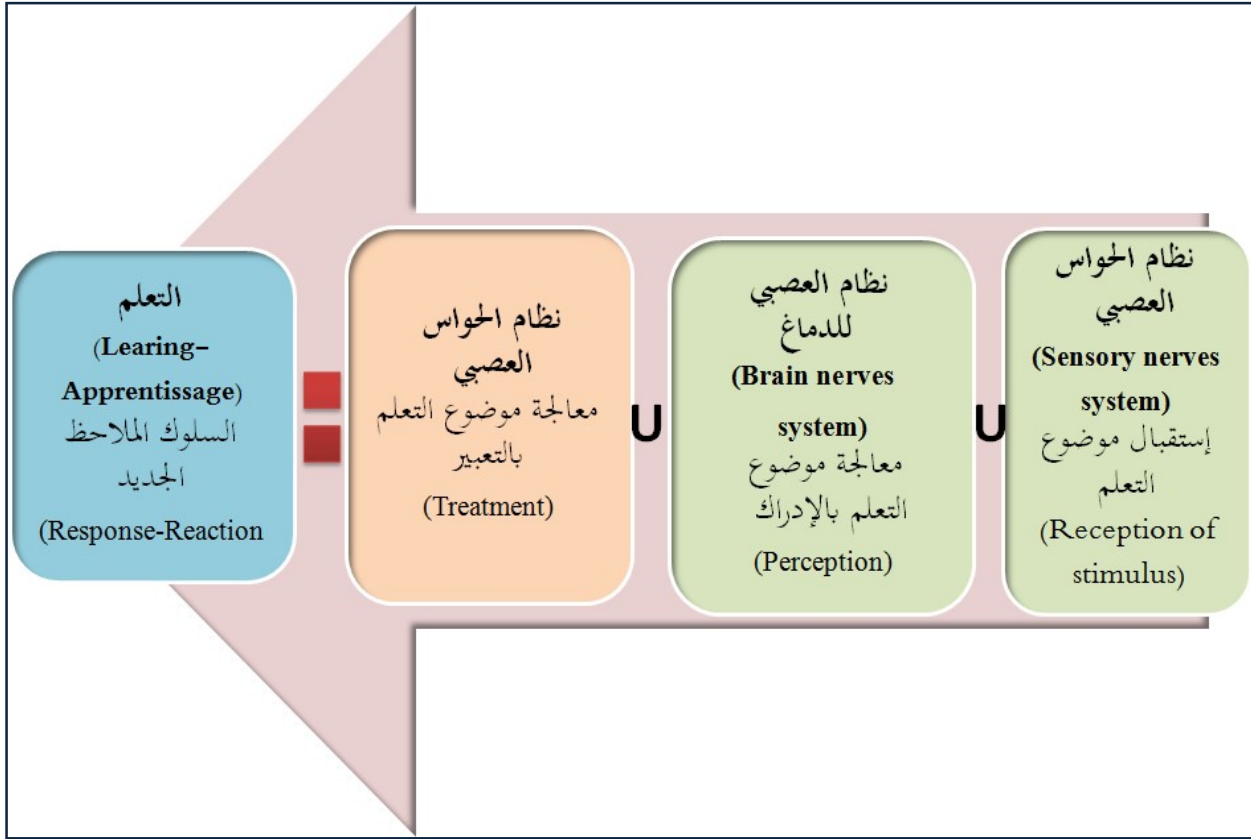 نظام الحواس
العصبي
(Sensory nerves
system)
إستقبال موضوع
التعلم
(Reception of
stimulus)
U
نظام العصبي
للدماغ
(Brain nerves
system)
معالجة موضوع
التعلم بالإدراك
(Perception)
U
نظام الحواس
العصبي
معالجة موضوع التعلم
بالتعبير
(Treatment)
=
التعلم
(Learing–
Apprentissage)
السلوك الملاحظ
الجديد
(Response-Reaction